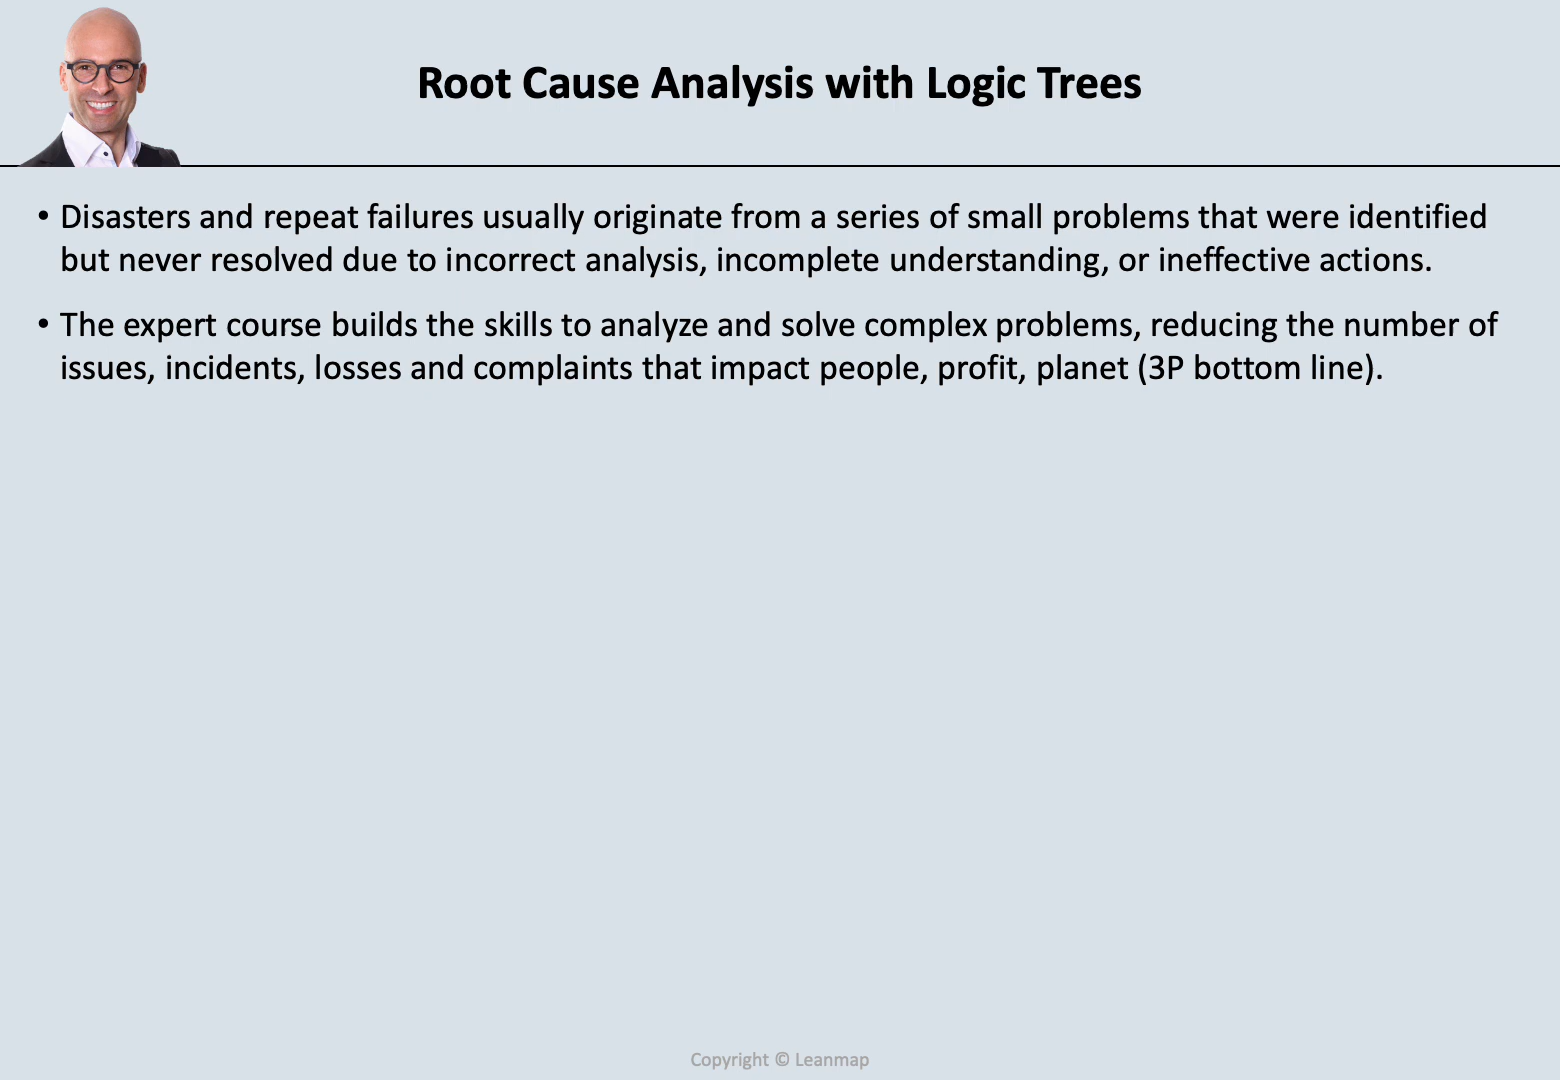 Root Cause Analysis with Logic Trees
• Disasters and repeat failures usually originate from a series of small problems that were identified
but never resolved due to incorrect analysis, incomplete understanding, or ineffective actions.
• The expert course builds the skills to analyze and solve complex problems, reducing the number of
issues, incidents, losses and complaints that impact people, profit, planet (3P bottom line).
Copyright © Leanmap